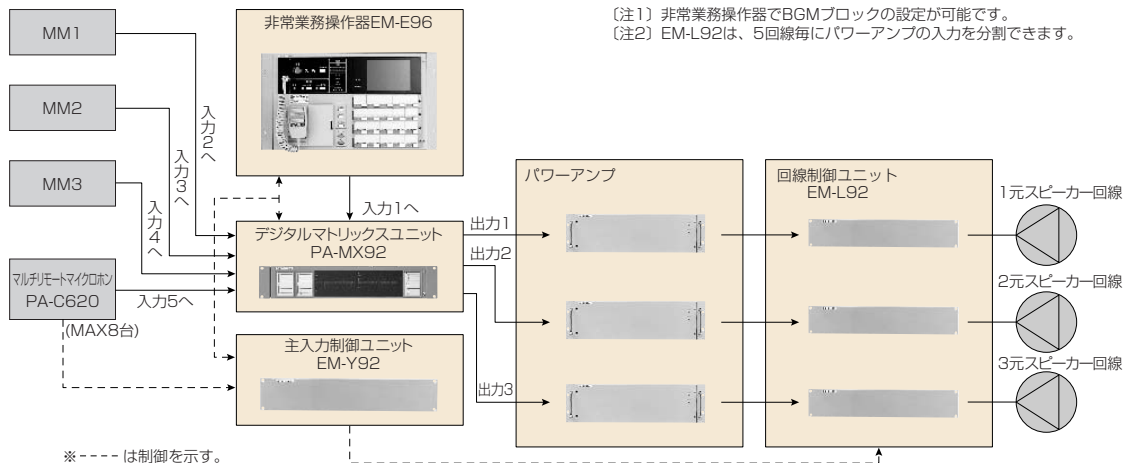 MM1
MM2
MM3
マルチリモートマイクロホン
PA-C620
(MAX8台)
入力2へ
入力3へ
入力4へ
入力5へ
非常業務操作器EM-E96
入力1へ
デジタルマトリックスユニット
PA-MX92
主入力制御ユニット
EM-Y92
出力1
出力2
出力3
パワーアンプ
回線制御ユニット
EM-L92
1元スピーカー回線
2元スピーカー回線
3元スピーカー回線
〔注1〕非常業務操作器でBGMブロックの設定が可能です。
〔注2〕EM-L92は、5回線毎にパワーアンプの入力を分割できます。
※---- は制御を示す。